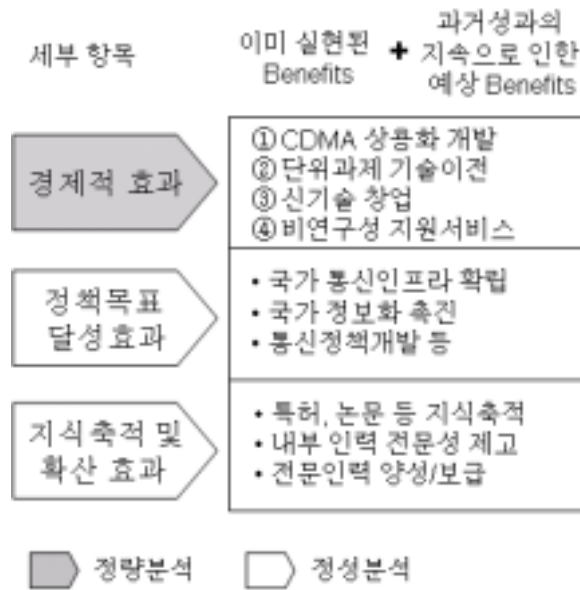 세부 항목
이미 실현된
Benefits
+
과거성과의
지속으로 인한
예상 Benefits
경제적 효과
① CDMA 상용화 개발
② 단위과제 기술이전
③ 신기술 창업
④ 비연구성 지원서비스
정책목표
달성효과
• 국가 통신인프라 확립
• 국가 정보화 촉진
• 통신정책개발 등
지식축적 및
확산 효과
• 특허, 논문 등 지식축적
• 내부 인력 전문성 제고
• 전문인력 양성/보급
정량분석
정성분석